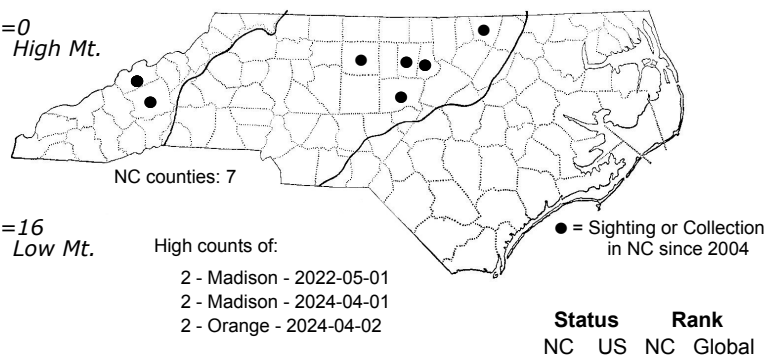 =0
High Mt.
NC counties: 7
=16
Low Mt.
High counts of:
2 - Madison - 2022-05-01
2 - Madison - 2024-04-01
2 - Orange - 2024-04-02
● = Sighting or Collection
in NC since 2004
Status Rank
NC US NC Global